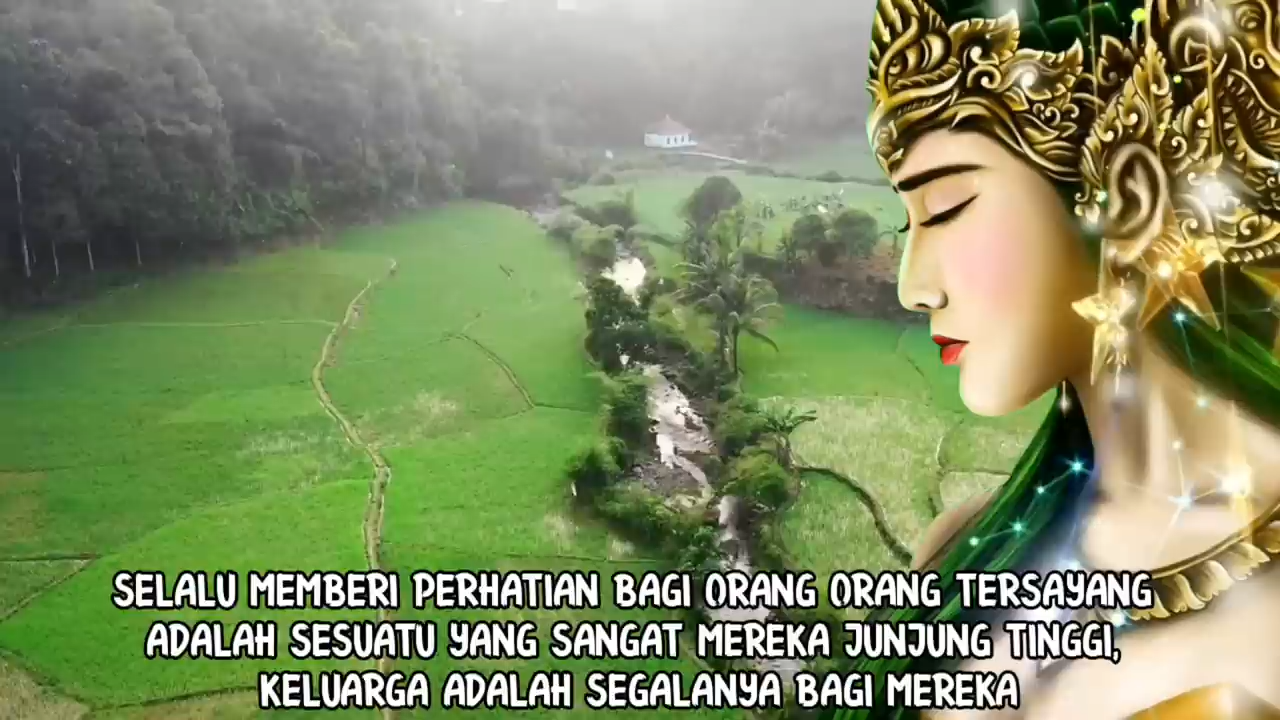 SELALU MEMBERI PERHATIAN BAGI ORANG ORANG TERSAYANG
ADALAH SESUATU YANG SANGAT MEREKA JUNJUNG TINGGI,
KELUARGA ADALAH SEGALANYA BAGI MEREKA